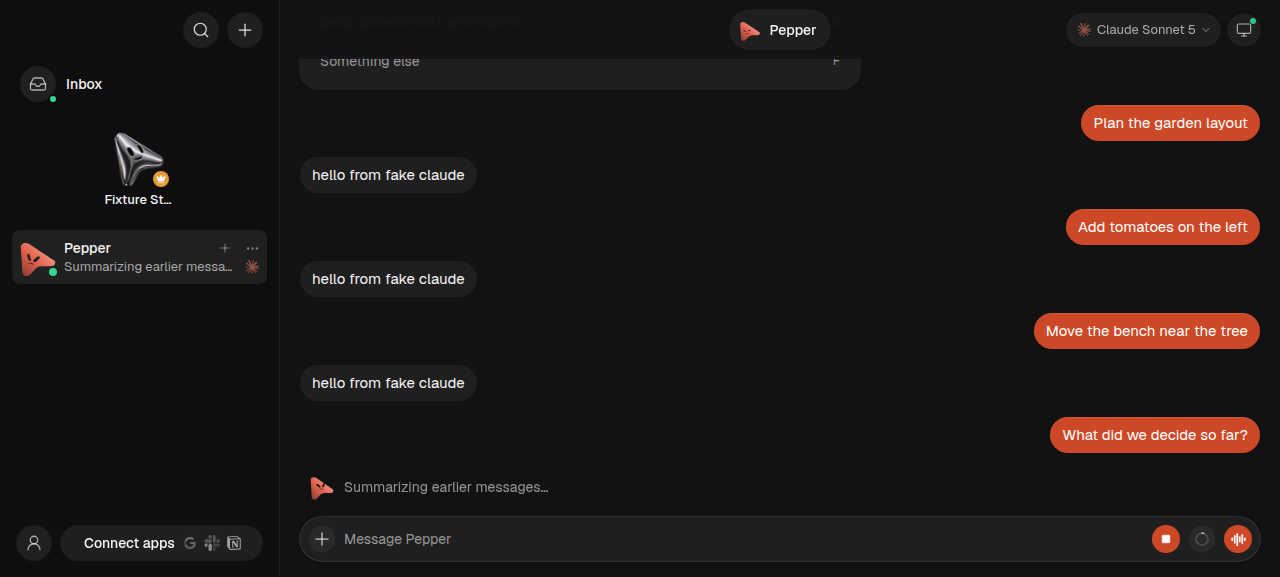 Pepper
Claude Sonnet 5
Inbox
Something else
F
Plan the garden layout
hello from fake claude
Fixture St...
Add tomatoes on the left
Pepper
Summarizing earlier messa...
hello from fake claude
Move the bench near the tree
hello from fake claude
What did we decide so far?
Summarizing earlier messages...
Connect apps
Message Pepper